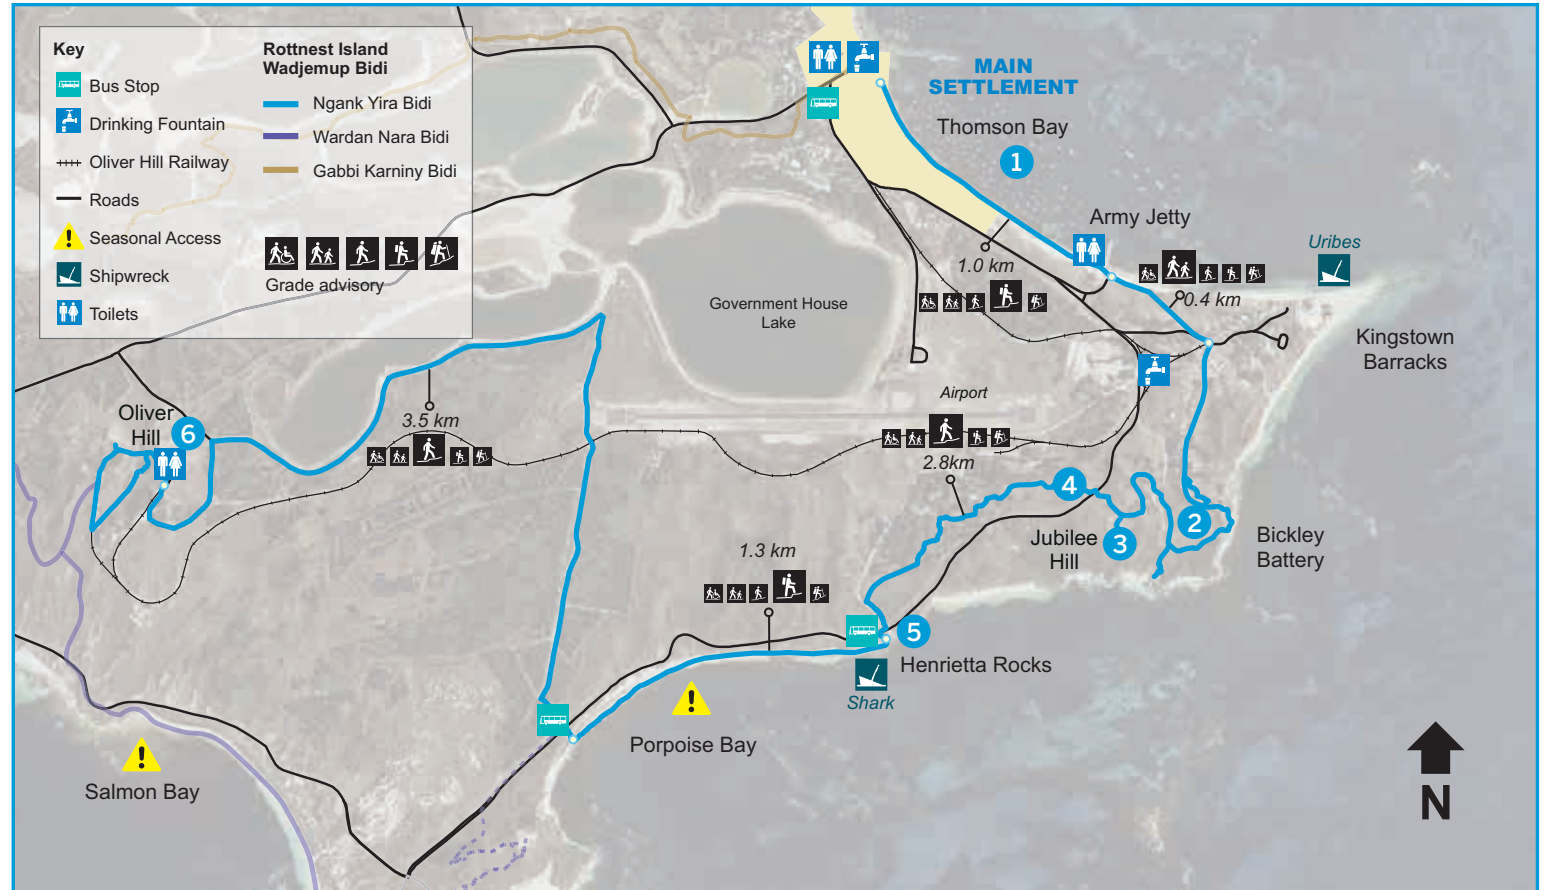 Key
Bus Stop
Drinking Fountain
Oliver Hill Railway
Roads
Seasonal Access
Shipwreck
Toilets
Rottnest Island
Wadjemup Bidi
Ngank Yira Bidi
Wardan Nara Bidi
Gabbi Karniny Bidi
Grade advisory
MAIN
SETTLEMENT
Thomson Bay
1
Army Jetty
Uribes
1.0 km
0.4 km
Government House
Lake
Kingstown
Barracks
Airport
Oliver
Hill
6
3.5 km
2.8km
4
2
Jubilee
Hill
3
Bickley
Battery
1.3 km
5
Henrietta Rocks
Shark
Porpoise Bay
Salmon Bay
N